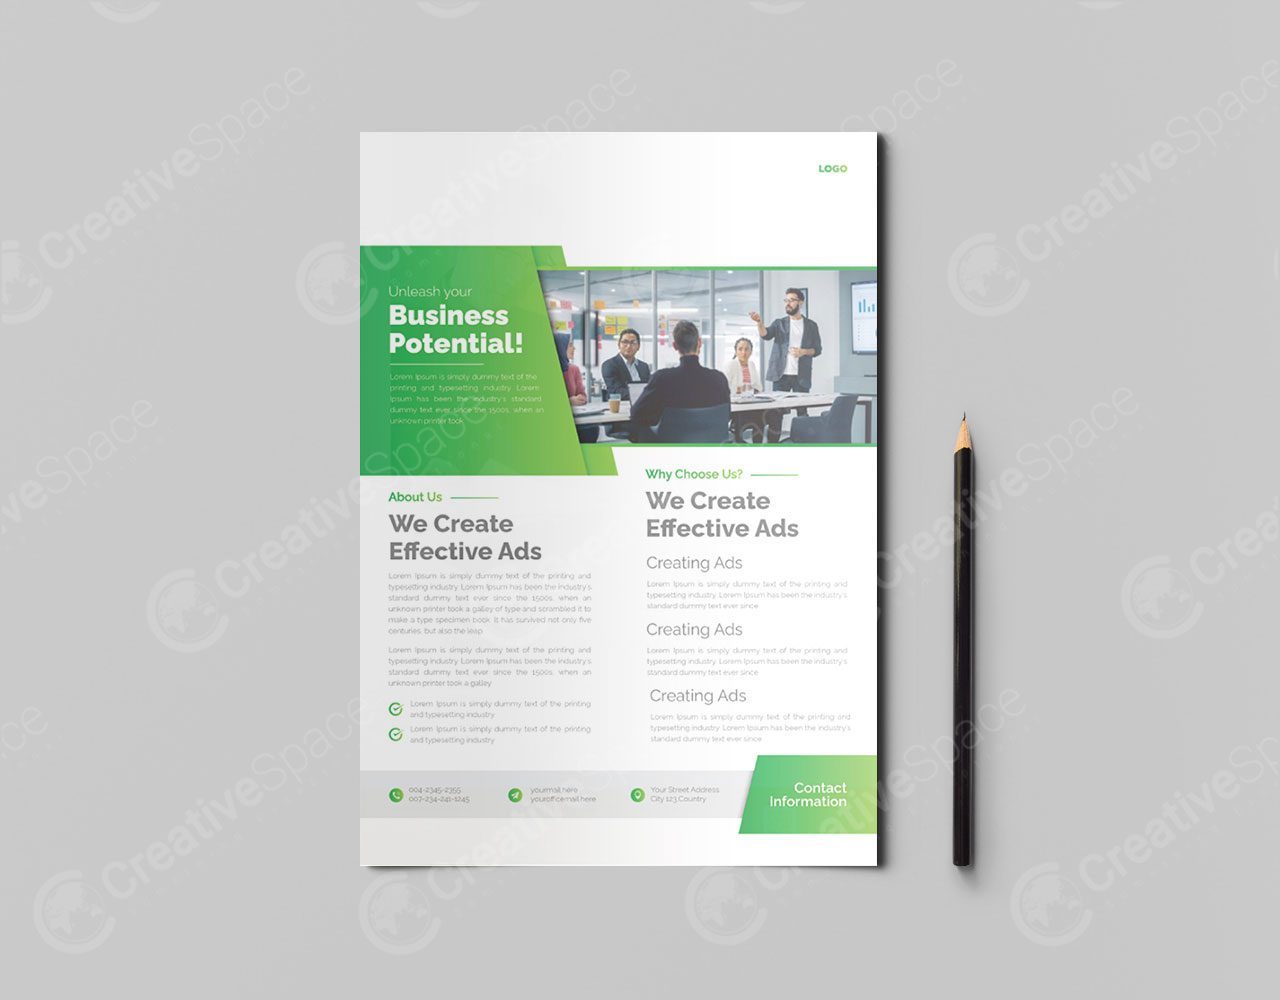 LOGO
Unleash your
Business
Potential!
Lorem Ipsum is simply dummy text of the
printing and typesetting industry. Lorem
Ipsum has been the industry's standard
dummy text ever since the 1500s, when an
unknown printer took
About Us
We Create
Effective Ads
Lorem Ipsum is simply dummy text of the printing and
typesetting industry. Lorem Ipsum has been the industry's
standard dummy text ever since the 1500s, when an
unknown printer took a galley of type and scrambled it to
make a type specimen book. It has survived not only five
centuries, but also the leap
Lorem Ipsum is simply dummy text of the printing and
typesetting industry. Lorem Ipsum has been the industry's
standard dummy text ever since the 1500s, when an
unknown printer took a galley
Lorem Ipsum is simply dummy text of the printing
and typesetting industry.
Lorem Ipsum is simply dummy text of the printing
and typesetting industry.
Why Choose Us?
We Create
Effective Ads
Creating Ads
Lorem Ipsum is simply dummy text of the printing and
typesetting industry. Lorem Ipsum has been the industry's
standard dummy text ever since
Creating Ads
Lorem Ipsum is simply dummy text of the printing and
typesetting industry. Lorem Ipsum has been the industry's
standard dummy text ever since
Creating Ads
Lorem Ipsum is simply dummy text of the printing and
typesetting industry. Lorem Ipsum has been the industry's
standard dummy text ever since
004-2345-2355
007-234-241-1245
yourmail here
yourofficemail here
Your Street Address
City 123,Country
Contact
Information
CreativeSpace
CreativeSpace
CreativeSpace
CreativeSpace
CreativeSpace
CreativeSpace
CreativeSpace
CreativeSpace
CreativeSpace